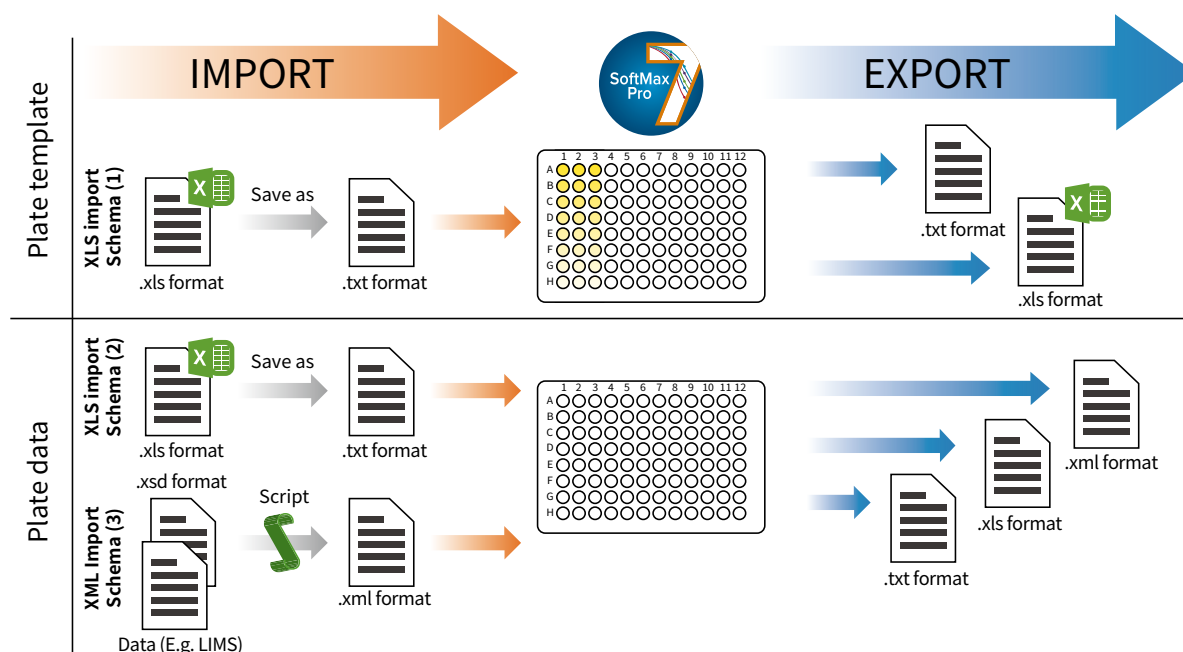 IMPORT
SoftMax
Pro
7
EXPORT
Plate template
XLS import
Schema (1)
X
Save as
.xls format
.txt format
1 2 3 4 5 6 7 8 9 10 11 12
A
B
C
D
E
F
G
H
.txt format
X
.xls format
Plate data
XLS import
Schema (2)
X
Save as
.xls format
.txt format
1 2 3 4 5 6 7 8 9 10 11 12
A
B
C
D
E
F
G
H
.xml format
.xls format
.txt format
XML Import
Schema (3)
.xsd format
Script
.xml format
Data (E.g. LIMS)